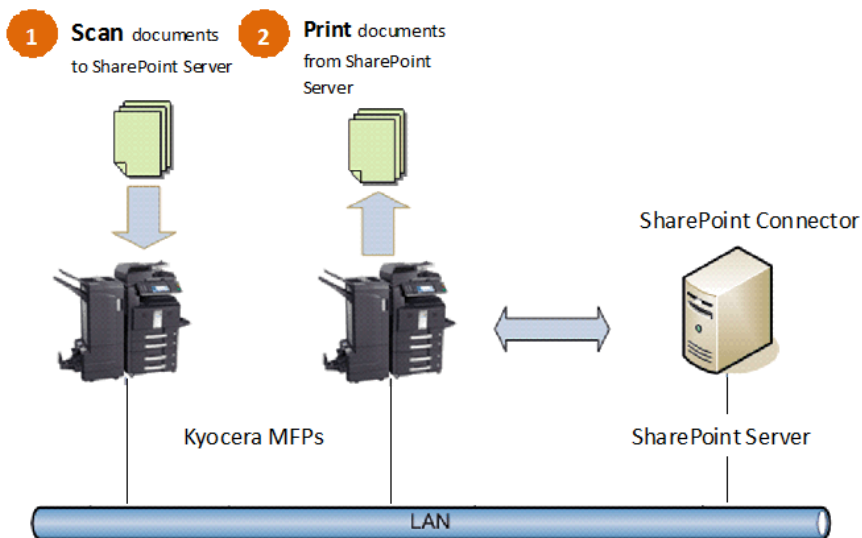 1
Scan documents
to SharePoint Server
2
Print documents
from SharePoint
Server
SharePoint Connector
Kyocera MFPs
SharePoint Server
LAN